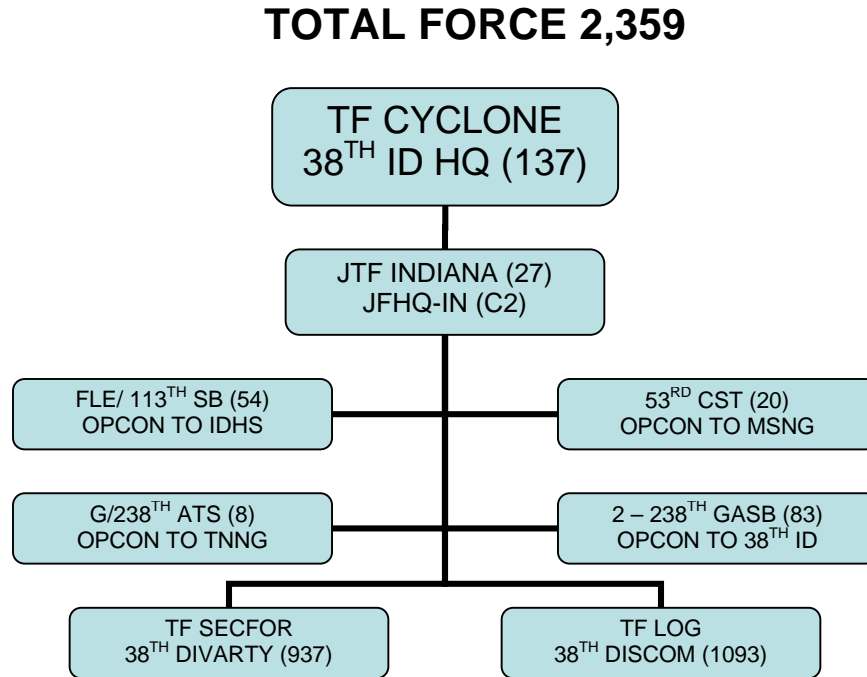 TOTAL FORCE 2,359
TF CYCLONE
38TH ID HQ (137)
JTF INDIANA (27)
JFHQ-IN (C2)
FLE/ 113TH SB (54)
OPCON TO IDHS
53RD CST (20)
OPCON TO MSNG
G/238TH ATS (8)
OPCON TO TNNG
2 – 238TH GASB (83)
OPCON TO 38TH ID
TF SECFOR
38TH DIVARTY (937)
TF LOG
38TH DISCOM (1093)